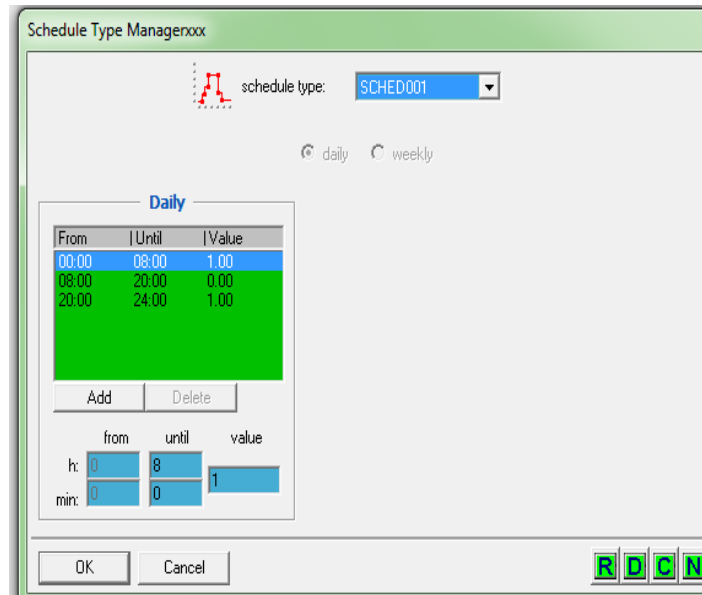 Schedule Type Managerxxx
schedule type: SCHED001
daily weekly
Daily
From |Until |Value
00:00 08:00 1.00
08:00 20:00 0.00
20:00 24:00 1.00
Add Delete
from until value
h: 0 8
1
min: 0 0
OK Cancel R D C N